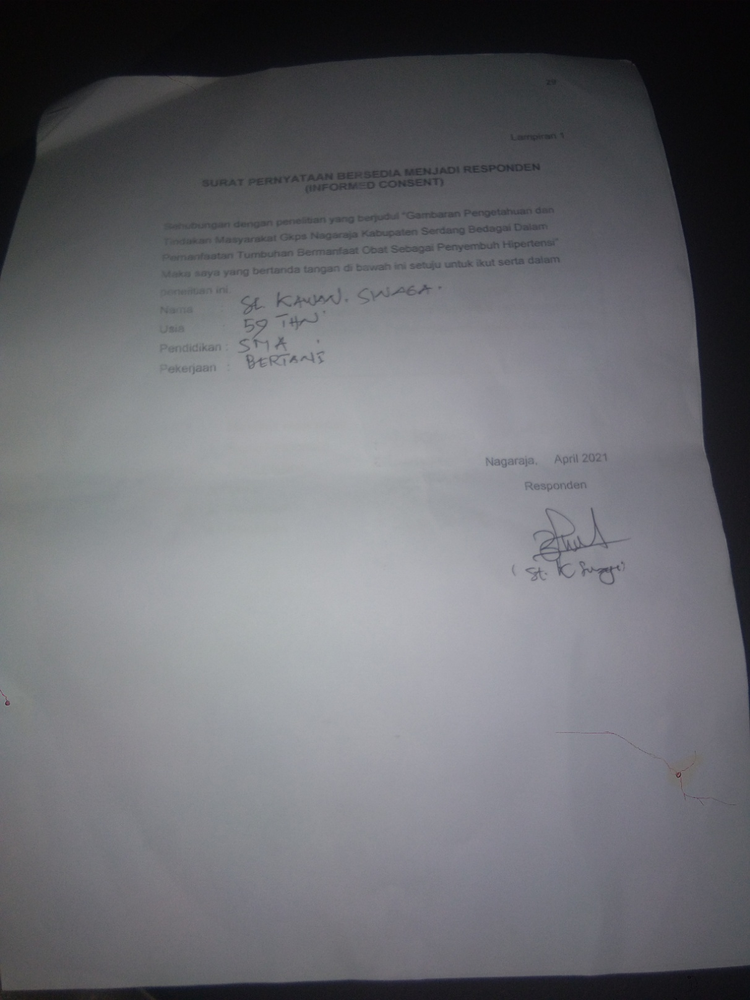 29
Lampiran 1
SURAT PERNYATAAN BERSEDIA MENJADI RESPONDEN
(INFORMED CONSENT)
Sehubungan dengan penelitian yang berjudul "Gambaran Pengetahuan dan
Tindakan Masyarakat Gkps Nagaraja Kabupaten Serdang Bedagai Dalam
Pemanfaatan Tumbuhan Bermanfaat Obat Sebagai Penyembuh Hipertensi"
Maka saya yang bertanda tangan di bawah ini setuju untuk ikut serta dalam
penelitian ini.
Nama : St. KAWAN. SINAGA.
Usia : 59 THN
Pendidikan : SMA
Pekerjaan : BERTANI
Nagaraja, April 2021
Responden
(St. K